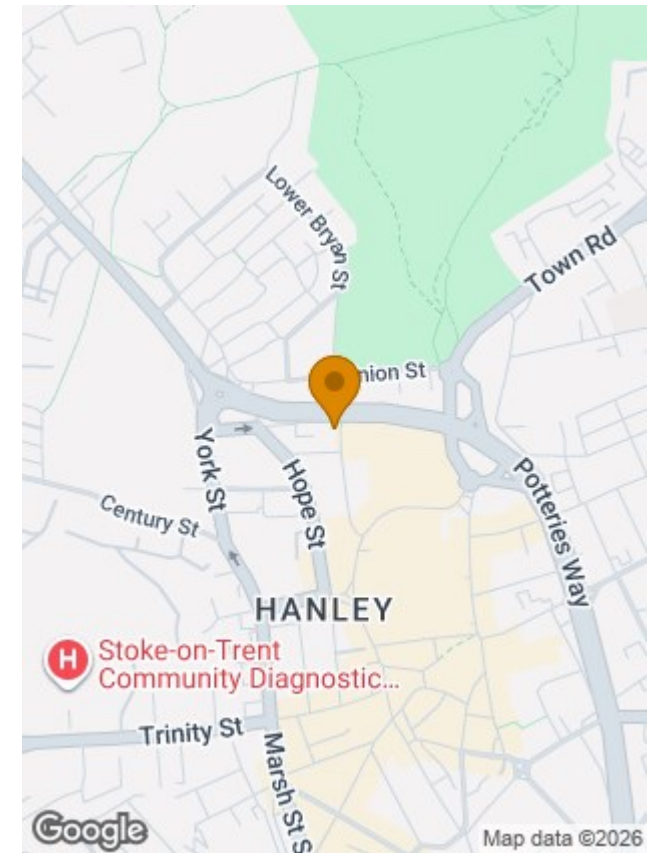 Lower Bryan St
Town Rd
nion St
York St
Hope St
Century St
Potteries Way
HANLEY
H
Stoke-on-Trent
Community Diagnostic...
Trinity St
Marsh St S
Google
Map data ©2026